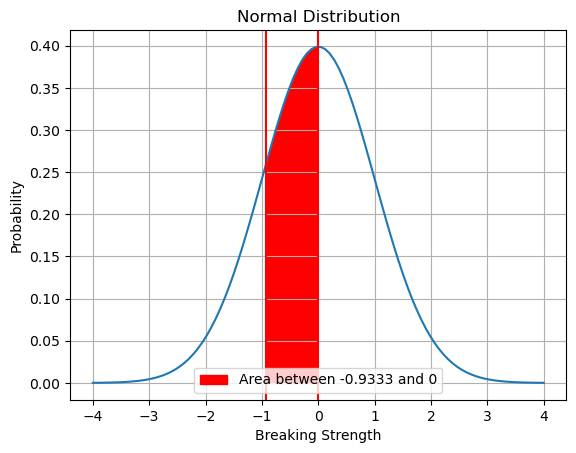 Normal Distribution
Probability
0.40
0.35
0.30
0.25
0.20
0.15
0.10
0.05
0.00
Area between -0.9333 and 0
−4 −3 −2 −1 0 1 2 3 4
Breaking Strength